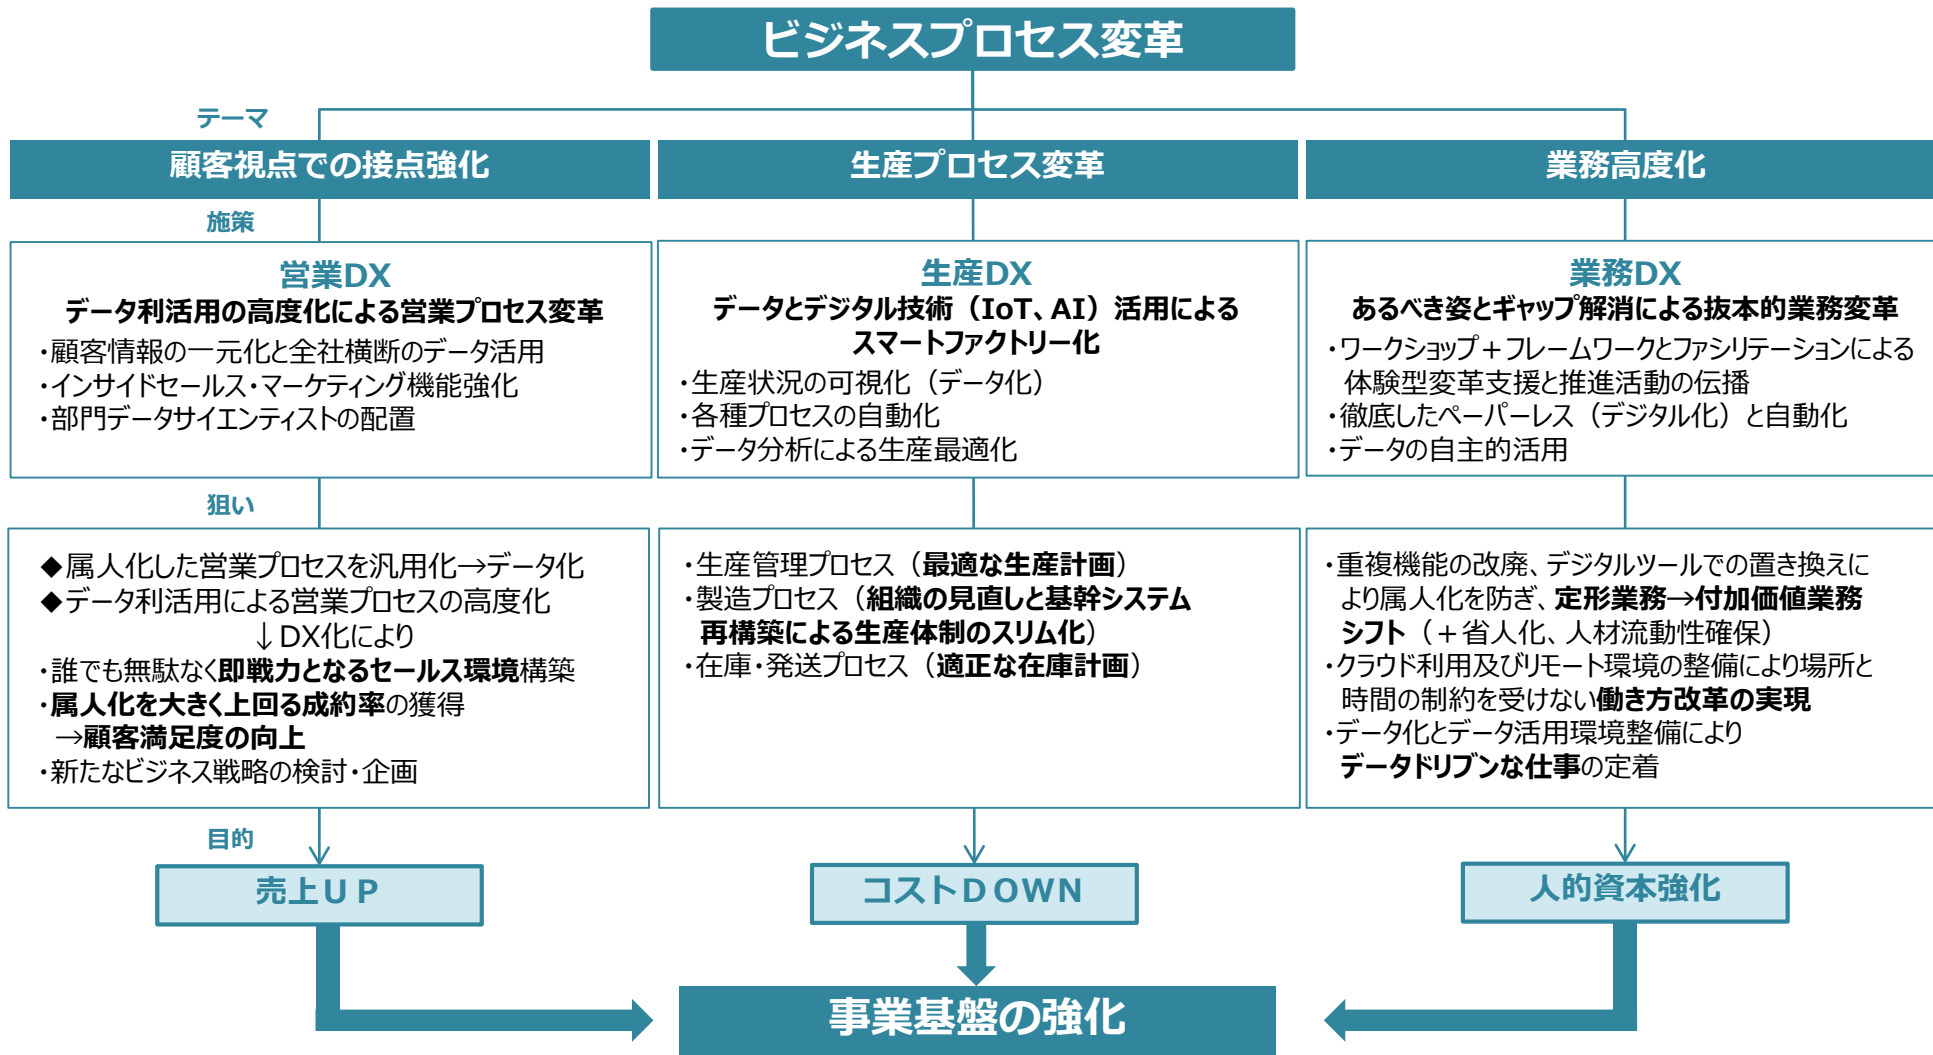 ビジネスプロセス変革
テーマ
顧客視点での接点強化
施策
営業DX
データ利活用の高度化による営業プロセス変革
・顧客情報の一元化と全社横断のデータ活用
・インサイドセールス・マーケティング機能強化
・部門データサイエンティストの配置
狙い
◆属人化した営業プロセスを汎用化→データ化
◆データ利活用による営業プロセスの高度化
↓DX化により
・誰でも無駄なく即戦力となるセールス環境構築
・属人化を大きく上回る成約率の獲得
→顧客満足度の向上
・新たなビジネス戦略の検討・企画
目的
売上ＵＰ
生産プロセス変革
生産DX
データとデジタル技術（IoT、AI）活用による
スマートファクトリー化
・生産状況の可視化（データ化）
・各種プロセスの自動化
・データ分析による生産最適化
・生産管理プロセス（最適な生産計画）
・製造プロセス（組織の見直しと基幹システム
再構築による生産体制のスリム化）
・在庫・発送プロセス（適正な在庫計画）
コストＤＯＷＮ
業務高度化
業務DX
あるべき姿とギャップ解消による抜本的業務変革
・ワークショップ＋フレームワークとファシリテーションによる
体験型変革支援と推進活動の伝播
・徹底したペーパーレス（デジタル化）と自動化
・データの自主的活用
・重複機能の改廃、デジタルツールでの置き換えに
より属人化を防ぎ、定形業務→付加価値業務
シフト（＋省人化、人材流動性確保）
・クラウド利用及びリモート環境の整備により場所と
時間の制約を受けない働き方改革の実現
・データ化とデータ活用環境整備により
データドリブンな仕事の定着
人的資本強化
事業基盤の強化